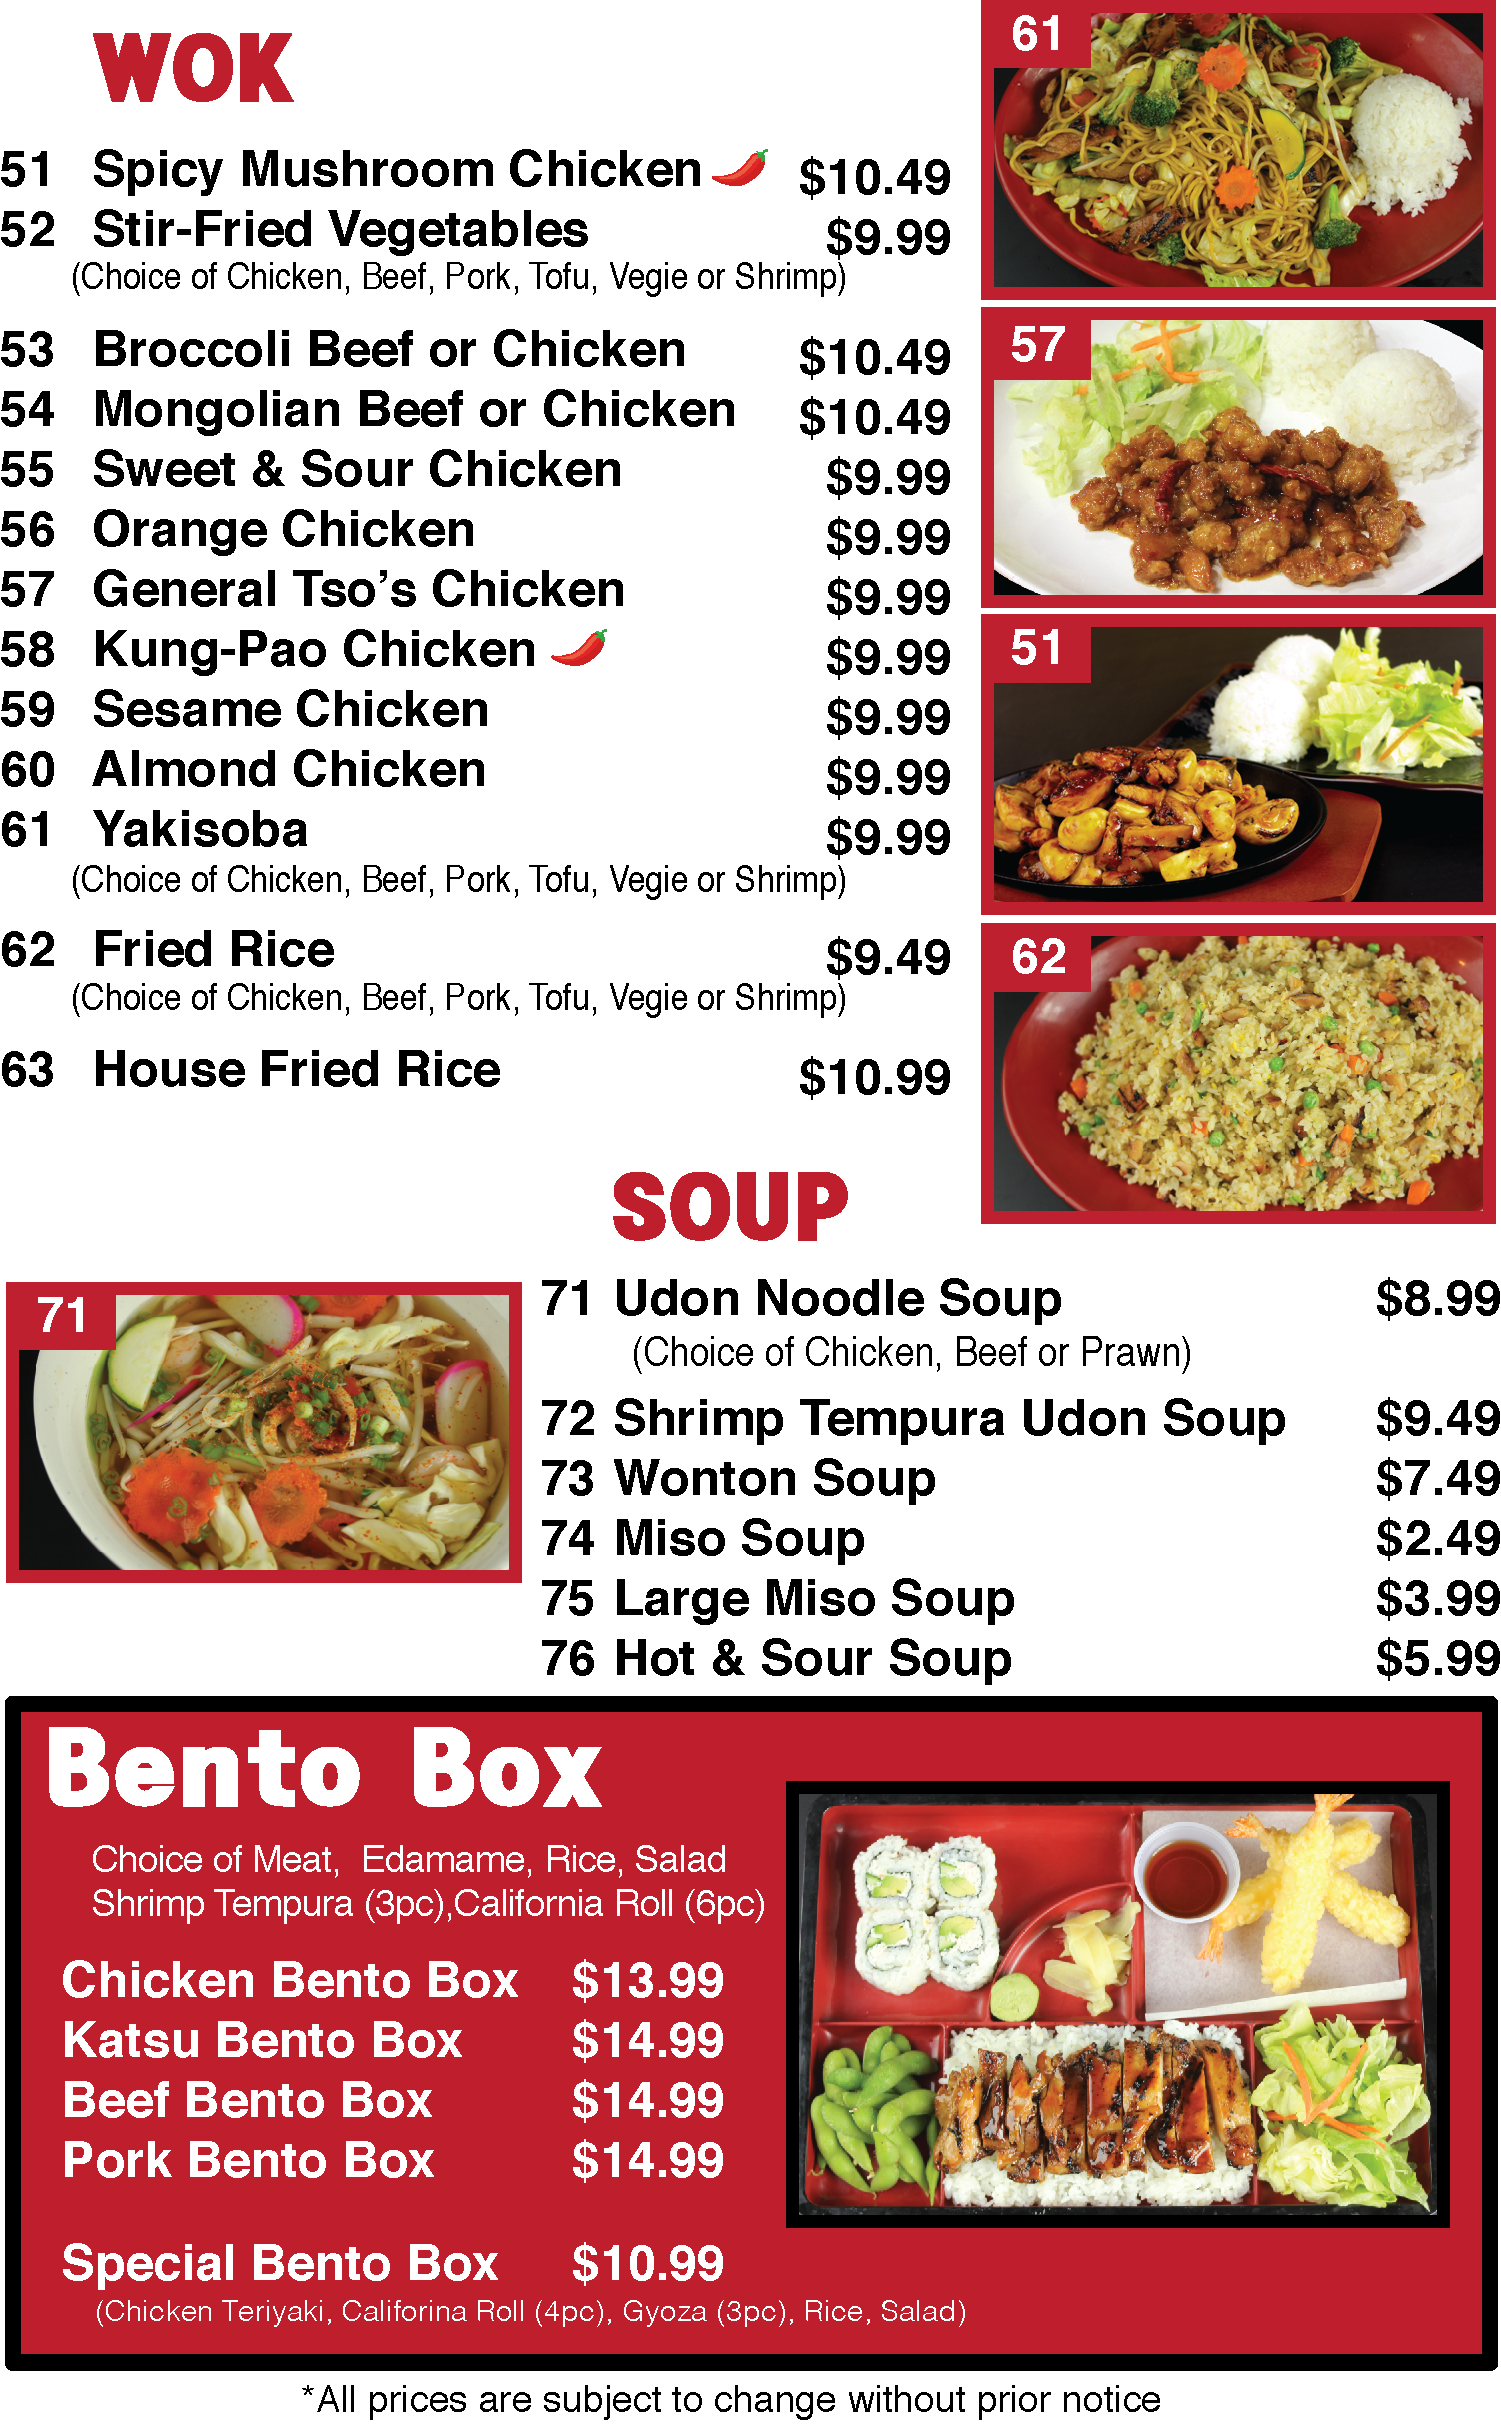 WOK
51 Spicy Mushroom Chicken $10.49
52 Stir-Fried Vegetables $9.99
(Choice of Chicken, Beef, Pork, Tofu, Vegie or Shrimp)
53 Broccoli Beef or Chicken $10.49
54 Mongolian Beef or Chicken $10.49
55 Sweet & Sour Chicken $9.99
56 Orange Chicken $9.99
57 General Tso's Chicken $9.99
58 Kung-Pao Chicken $9.99
59 Sesame Chicken $9.99
60 Almond Chicken $9.99
61 Yakisoba $9.99
(Choice of Chicken, Beef, Pork, Tofu, Vegie or Shrimp)
62 Fried Rice $9.49
(Choice of Chicken, Beef, Pork, Tofu, Vegie or Shrimp)
63 House Fried Rice $10.99
61
57
51
62
SOUP
71
71 Udon Noodle Soup $8.99
(Choice of Chicken, Beef or Prawn)
72 Shrimp Tempura Udon Soup $9.49
73 Wonton Soup $7.49
74 Miso Soup $2.49
75 Large Miso Soup $3.99
76 Hot & Sour Soup $5.99
Bento Box
Choice of Meat, Edamame, Rice, Salad
Shrimp Tempura (3pc),California Roll (6pc)
Chicken Bento Box $13.99
Katsu Bento Box $14.99
Beef Bento Box $14.99
Pork Bento Box $14.99
Special Bento Box $10.99
(Chicken Teriyaki, Califorina Roll (4pc), Gyoza (3pc), Rice, Salad)
*All prices are subject to change without prior notice